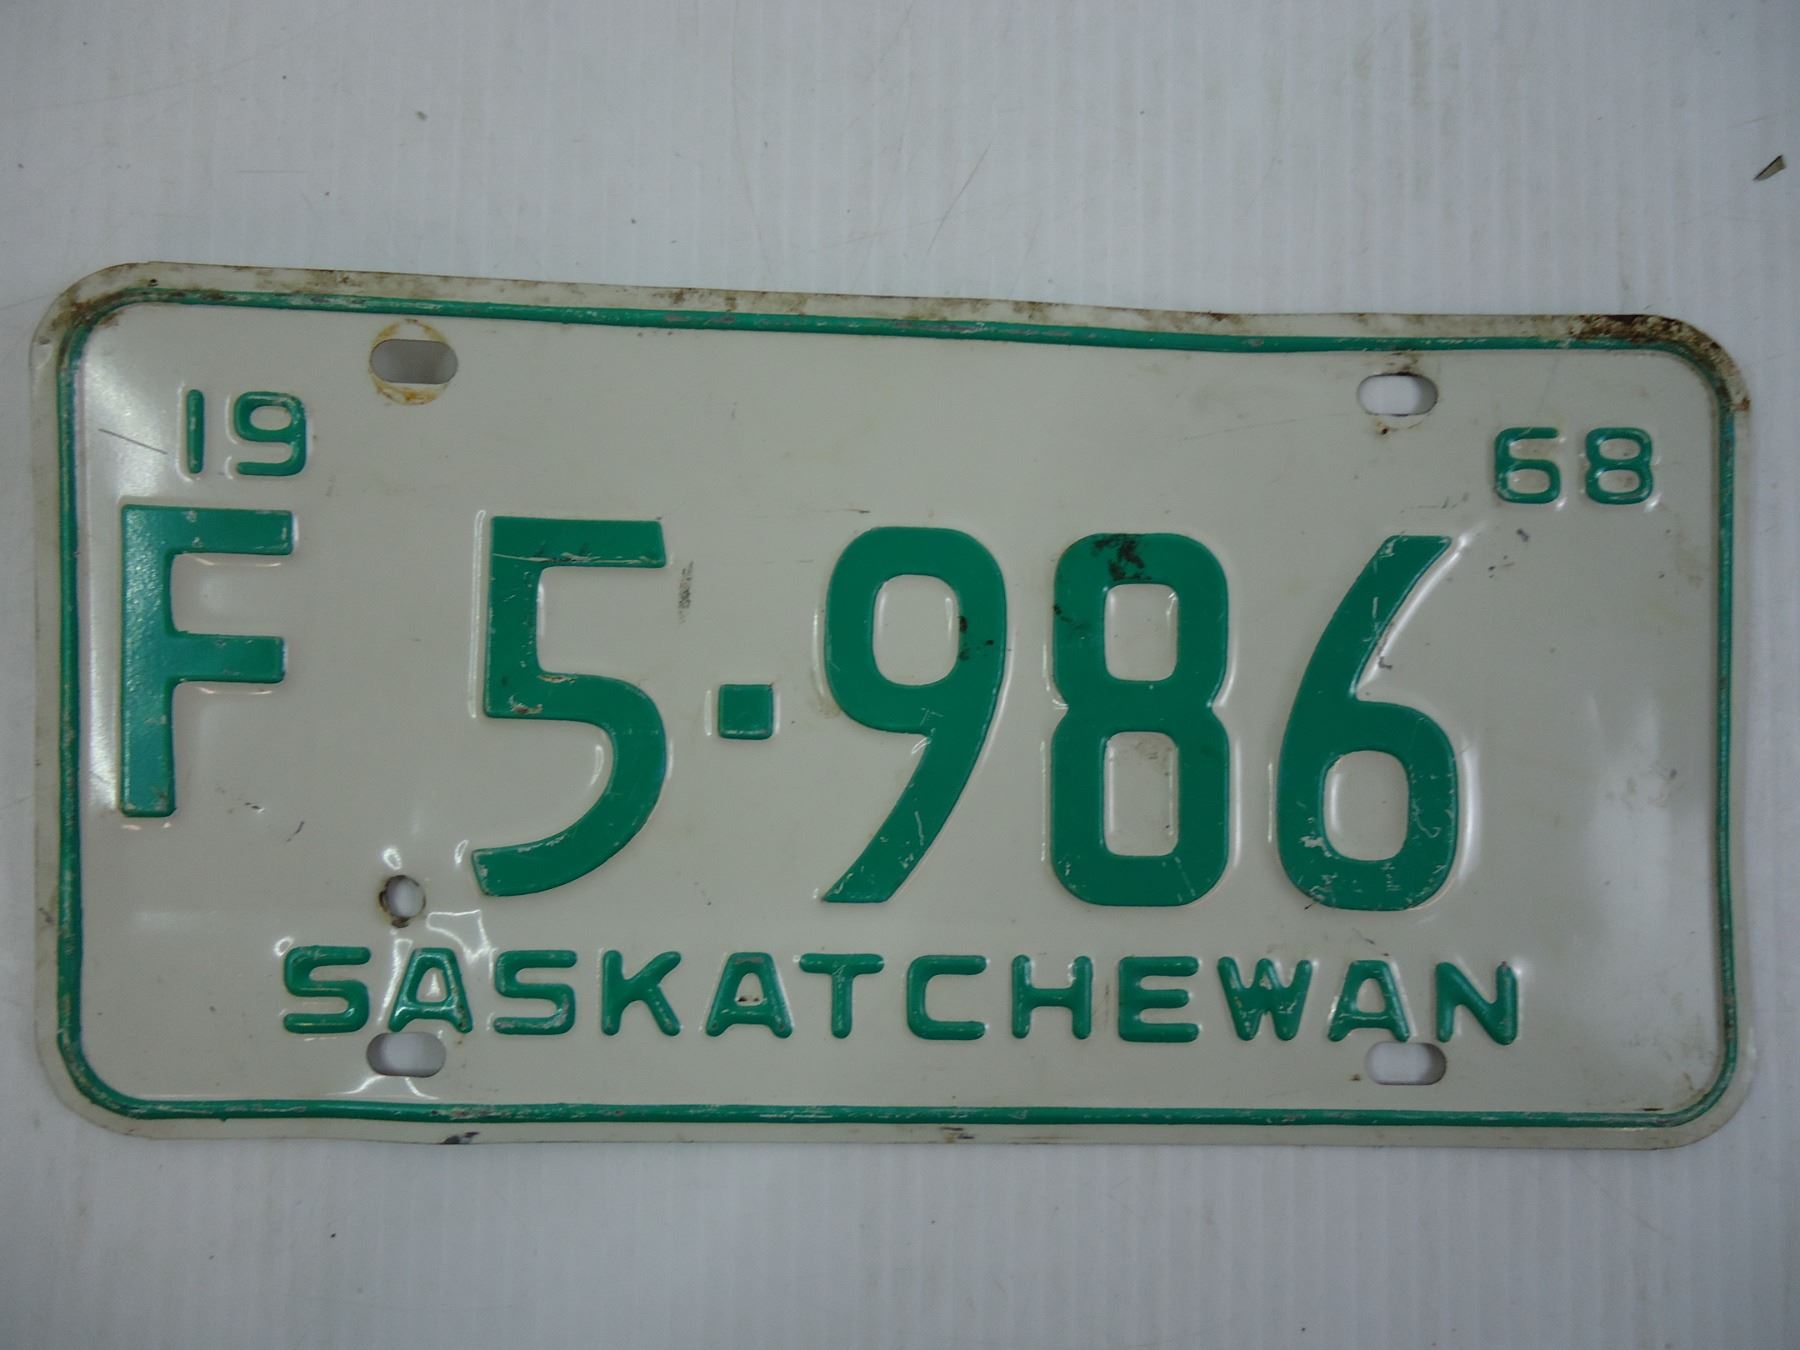 19 68
F 5-986
SASKATCHEWAN